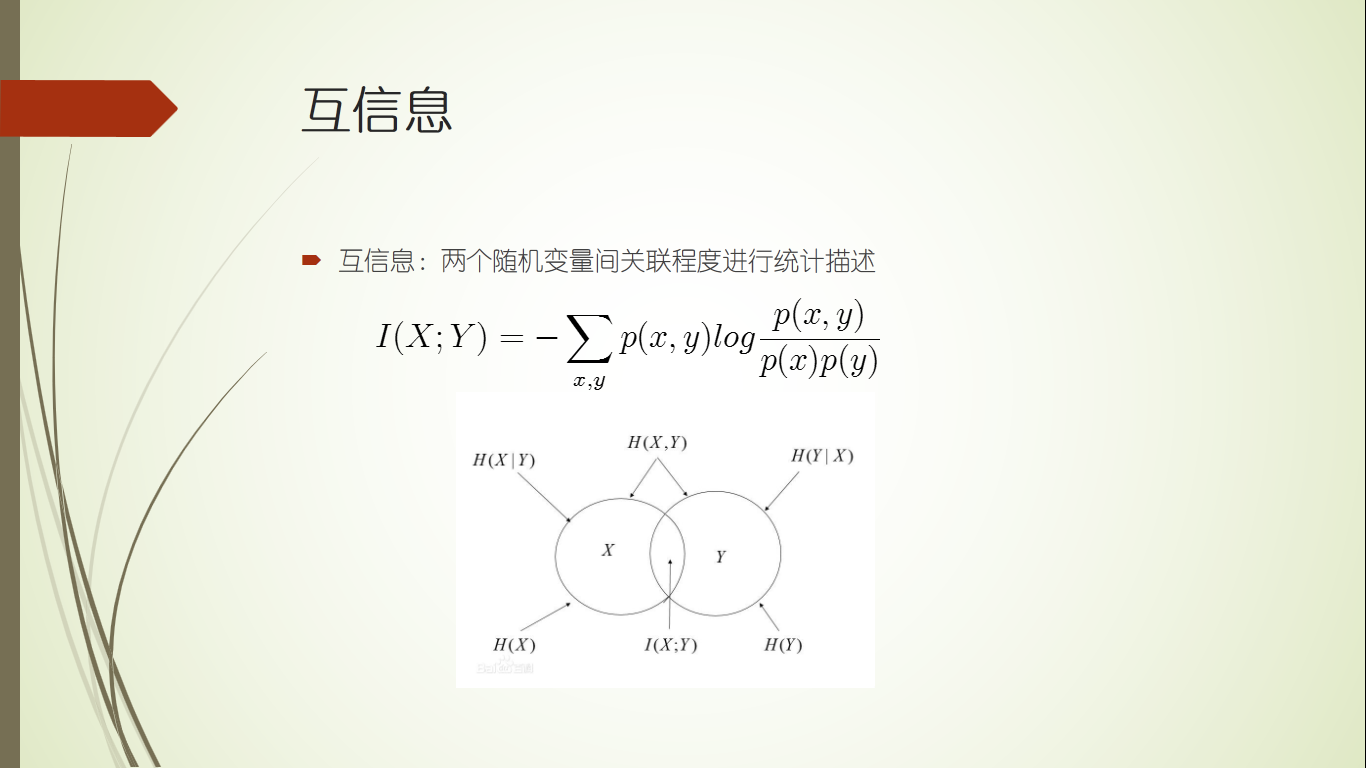 互信息
互信息：两个随机变量间关联程度进行统计描述
I(X;Y) = -∑_{x,y} p(x,y)log p(x,y)/p(x)p(y)
H(X,Y)
H(X|Y)
H(Y|X)
X
Y
H(X)
I(X;Y)
H(Y)